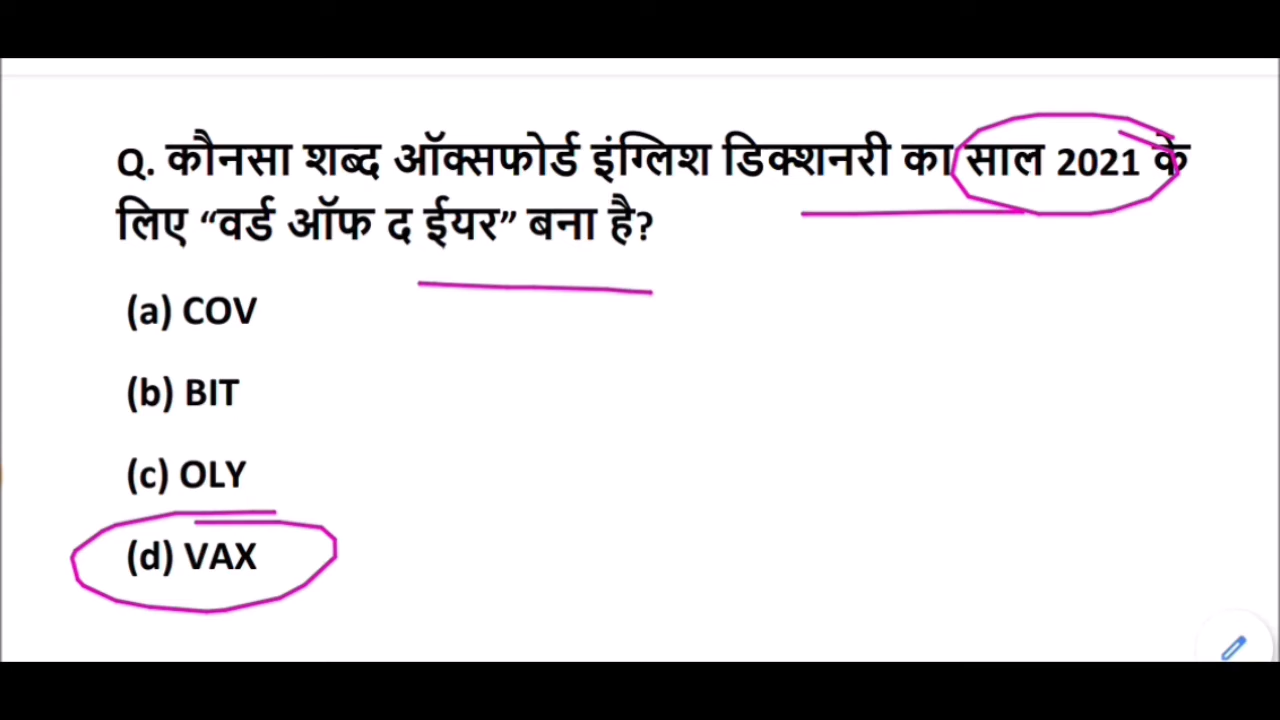 Q. कौनसा शब्द ऑक्सफोर्ड इंग्लिश डिक्शनरी का साल 2021 के
लिए “वर्ड ऑफ द ईयर” बना है?
(a) COV
(b) BIT
(c) OLY
(d) VAX